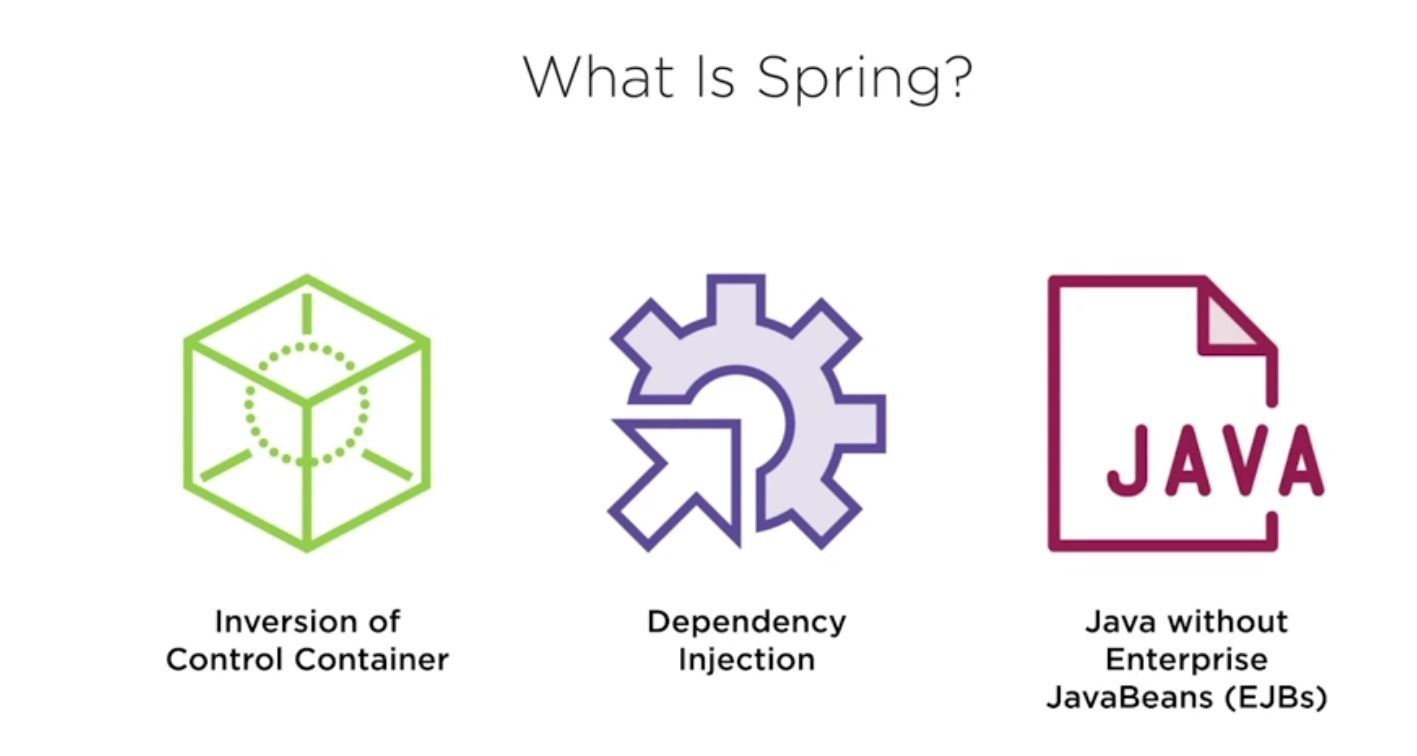 What Is Spring?
JAVA
Inversion of
Control Container
Dependency
Injection
Java without
Enterprise
JavaBeans (EJBs)